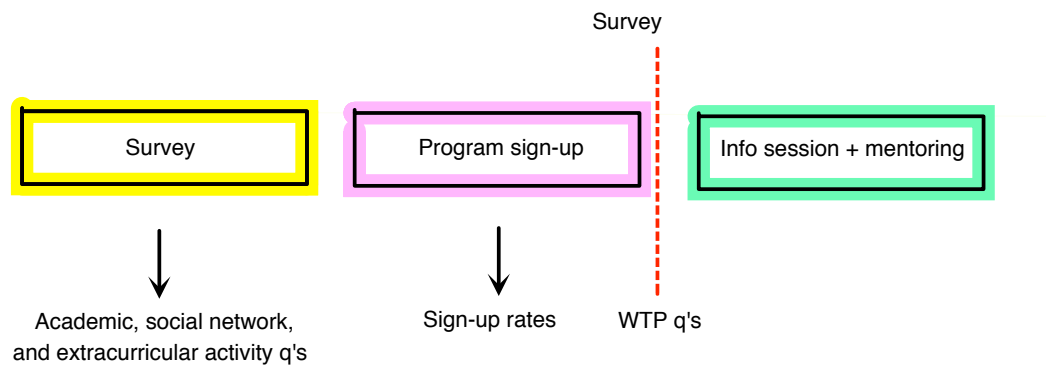 Survey
Survey
Program sign-up
Info session + mentoring
Academic, social network,
and extracurricular activity q's
Sign-up rates
WTP q's